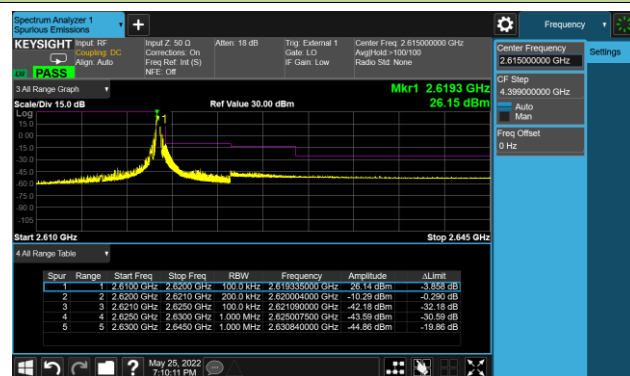 Spectrum Analyzer 1
Spurious Emissions
+
Frequency
KEYSIGHT
Input: RF
Coupling: DC
Align: Auto
Input Z: 50 Ω
Corrections: On
Freq Ref: Int (S)
NFE: Off
Atten: 18 dB
Trig: External 1
Gate: LO
IF Gain: Low
Center Freq: 2.615000000 GHz
Avg|Hold:>100/100
Radio Std: None
PASS
Center Frequency
2.615000000 GHz
Settings
CF Step
4.399000000 GHz
Auto
Man
Freq Offset
0 Hz
3 All Range Graph
Mkr1 2.6193 GHz
Scale/Div 15.0 dB
Ref Value 30.00 dBm
26.15 dBm
Log
15.0
0.00
-15.0
-30.0
-45.0
-60.0
-75.0
-90.0
-105
1
Start 2.610 GHz
Stop 2.645 GHz
4 All Range Table
Spur Range Start Freq Stop Freq RBW Frequency Amplitude ΔLimit
1 1 2.6100 GHz 2.6200 GHz 100.0 kHz 2.619335000 GHz 26.14 dBm -3.858 dB
2 2 2.6200 GHz 2.6210 GHz 200.0 kHz 2.620004000 GHz -10.29 dBm -0.290 dB
3 3 2.6210 GHz 2.6250 GHz 100.0 kHz 2.621090000 GHz -42.18 dBm -32.18 dB
4 4 2.6250 GHz 2.6300 GHz 1.000 MHz 2.625007500 GHz -43.59 dBm -30.59 dB
5 5 2.6300 GHz 2.6450 GHz 1.000 MHz 2.630840000 GHz -44.86 dBm -19.86 dB
?
May 25, 2022
7:10:11 PM